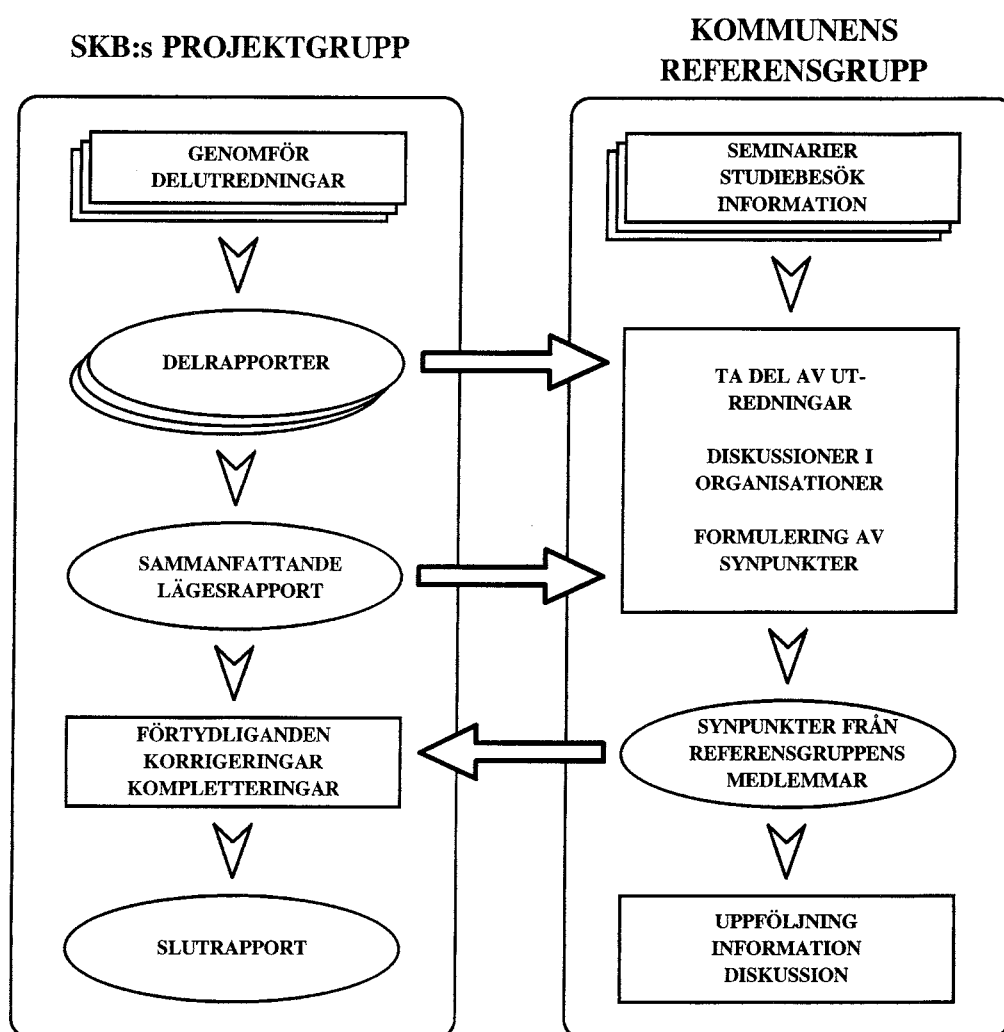 SKB:s PROJEKTGRUPP
GENOMFÖR
DELUTREDNINGAR
DELRAPPORTER
SAMMANFATTANDE
LÄGESRAPPORT
FÖRTYDLIGANDEN
KORRIGERINGAR
KOMPLETTERINGAR
SLUTRAPPORT
KOMMUNENS
REFERENSGRUPP
SEMINARIER
STUDIEBESÖK
INFORMATION
TA DEL AV UT-
REDNINGAR
DISKUSSIONER I
ORGANISATIONER
FORMULERING AV
SYNPUNKTER
SYNPUNKTER FRÅN
REFERENSGRUPPENS
MEDLEMMAR
UPPFÖLJNING
INFORMATION
DISKUSSION